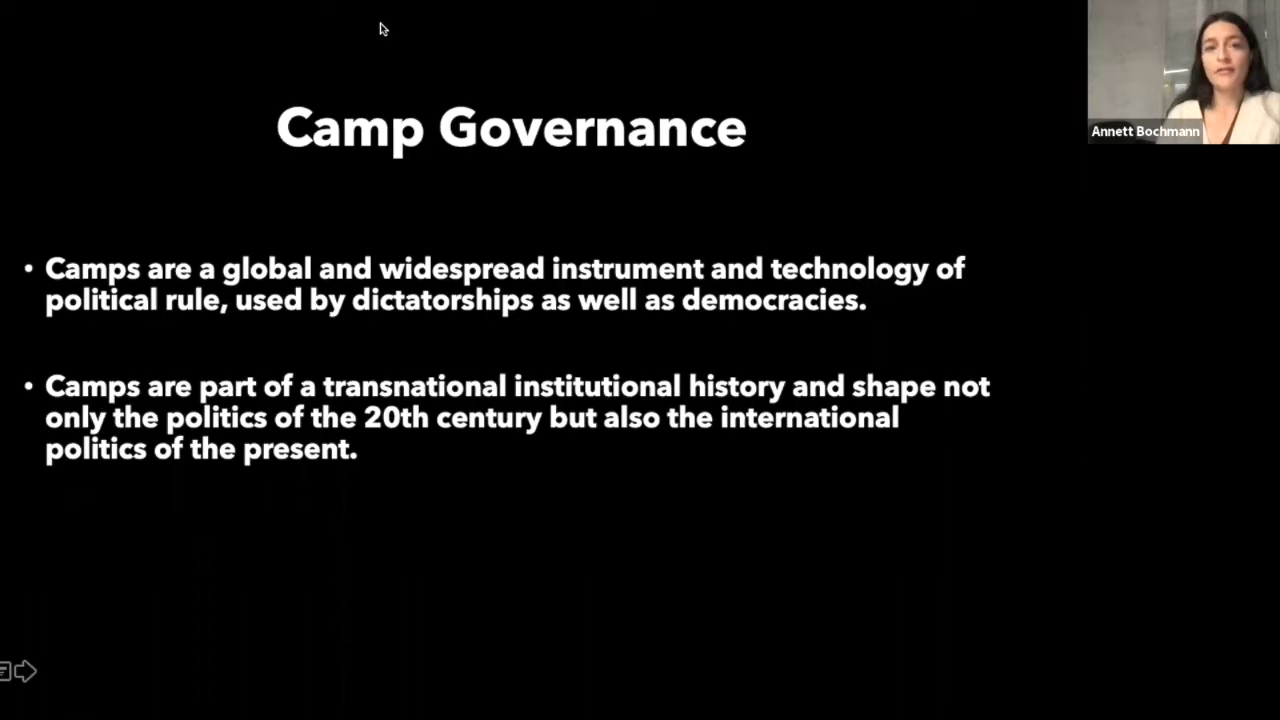 Camp Governance
Annett Bochmann
• Camps are a global and widespread instrument and technology of
political rule, used by dictatorships as well as democracies.
• Camps are part of a transnational institutional history and shape not
only the politics of the 20th century but also the international
politics of the present.